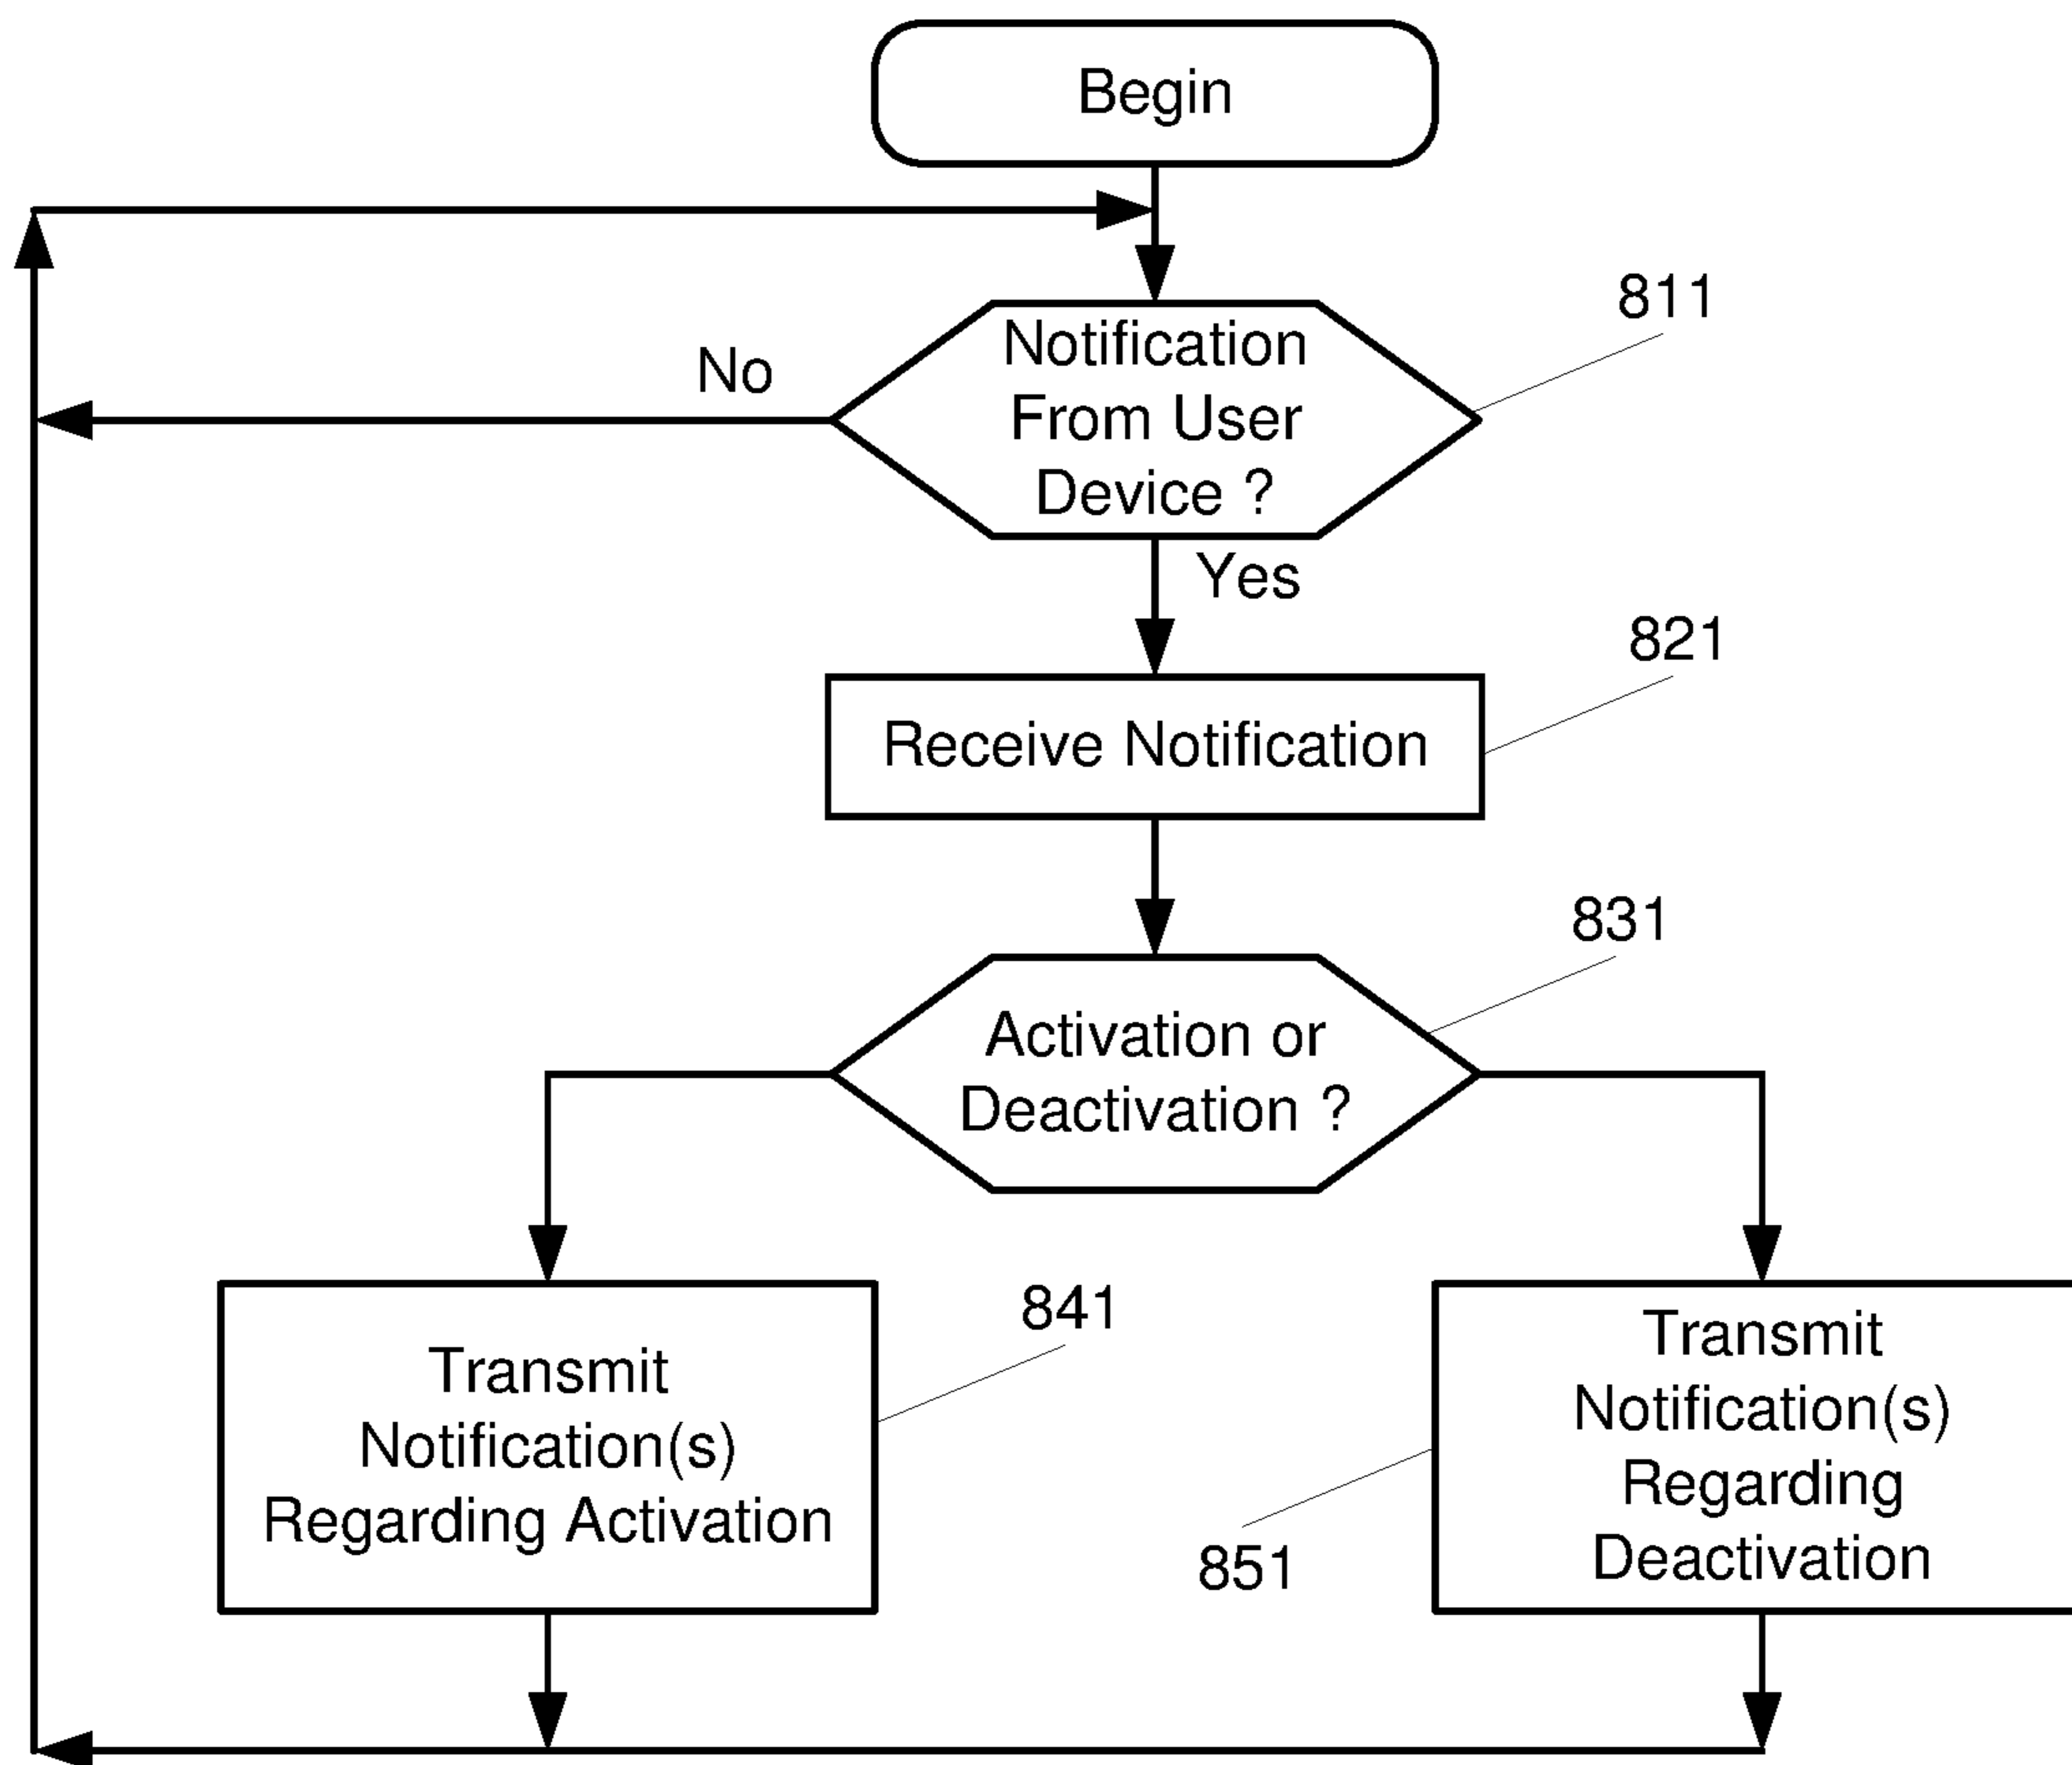 Begin
811
Notification
From User
Device ?
No
Yes
821
Receive Notification
831
Activation or
Deactivation ?
841
Transmit
Notification(s)
Regarding Activation
851
Transmit
Notification(s)
Regarding
Deactivation